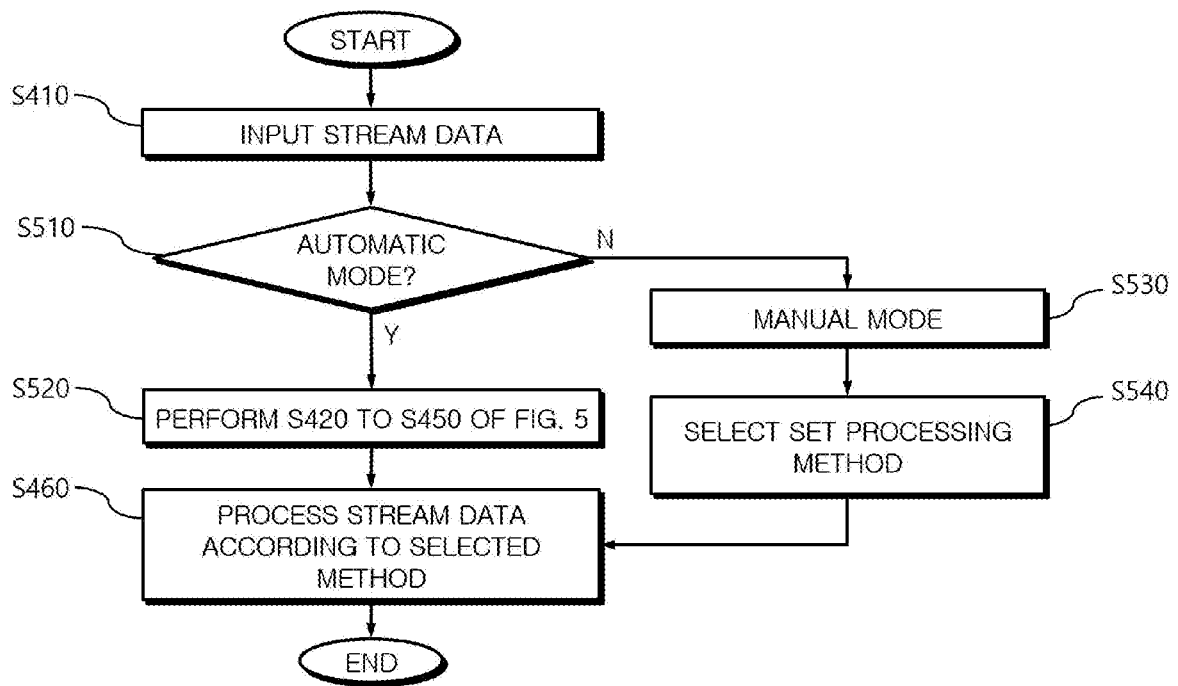 START
S410
INPUT STREAM DATA
S510
AUTOMATIC
MODE?
N
Y
S530
MANUAL MODE
S520
PERFORM S420 TO S450 OF FIG. 5
S540
SELECT SET PROCESSING
METHOD
S460
PROCESS STREAM DATA
ACCORDING TO SELECTED
METHOD
END